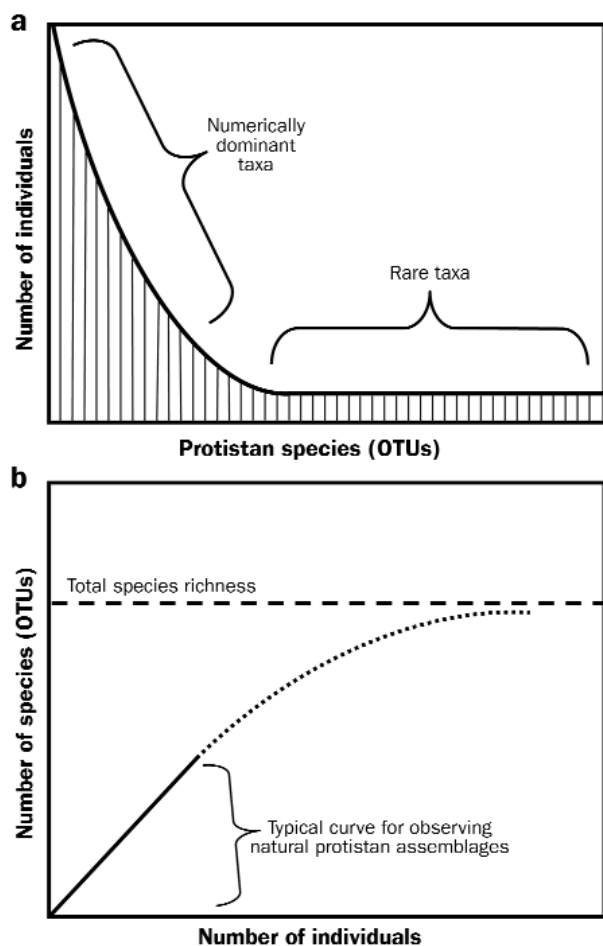 a
Number of individuals
Numerically
dominant
taxa
Rare taxa
Protistan species (OTUs)
b
Number of species (OTUs)
Total species richness
Typical curve for observing
natural protistan assemblages
Number of individuals